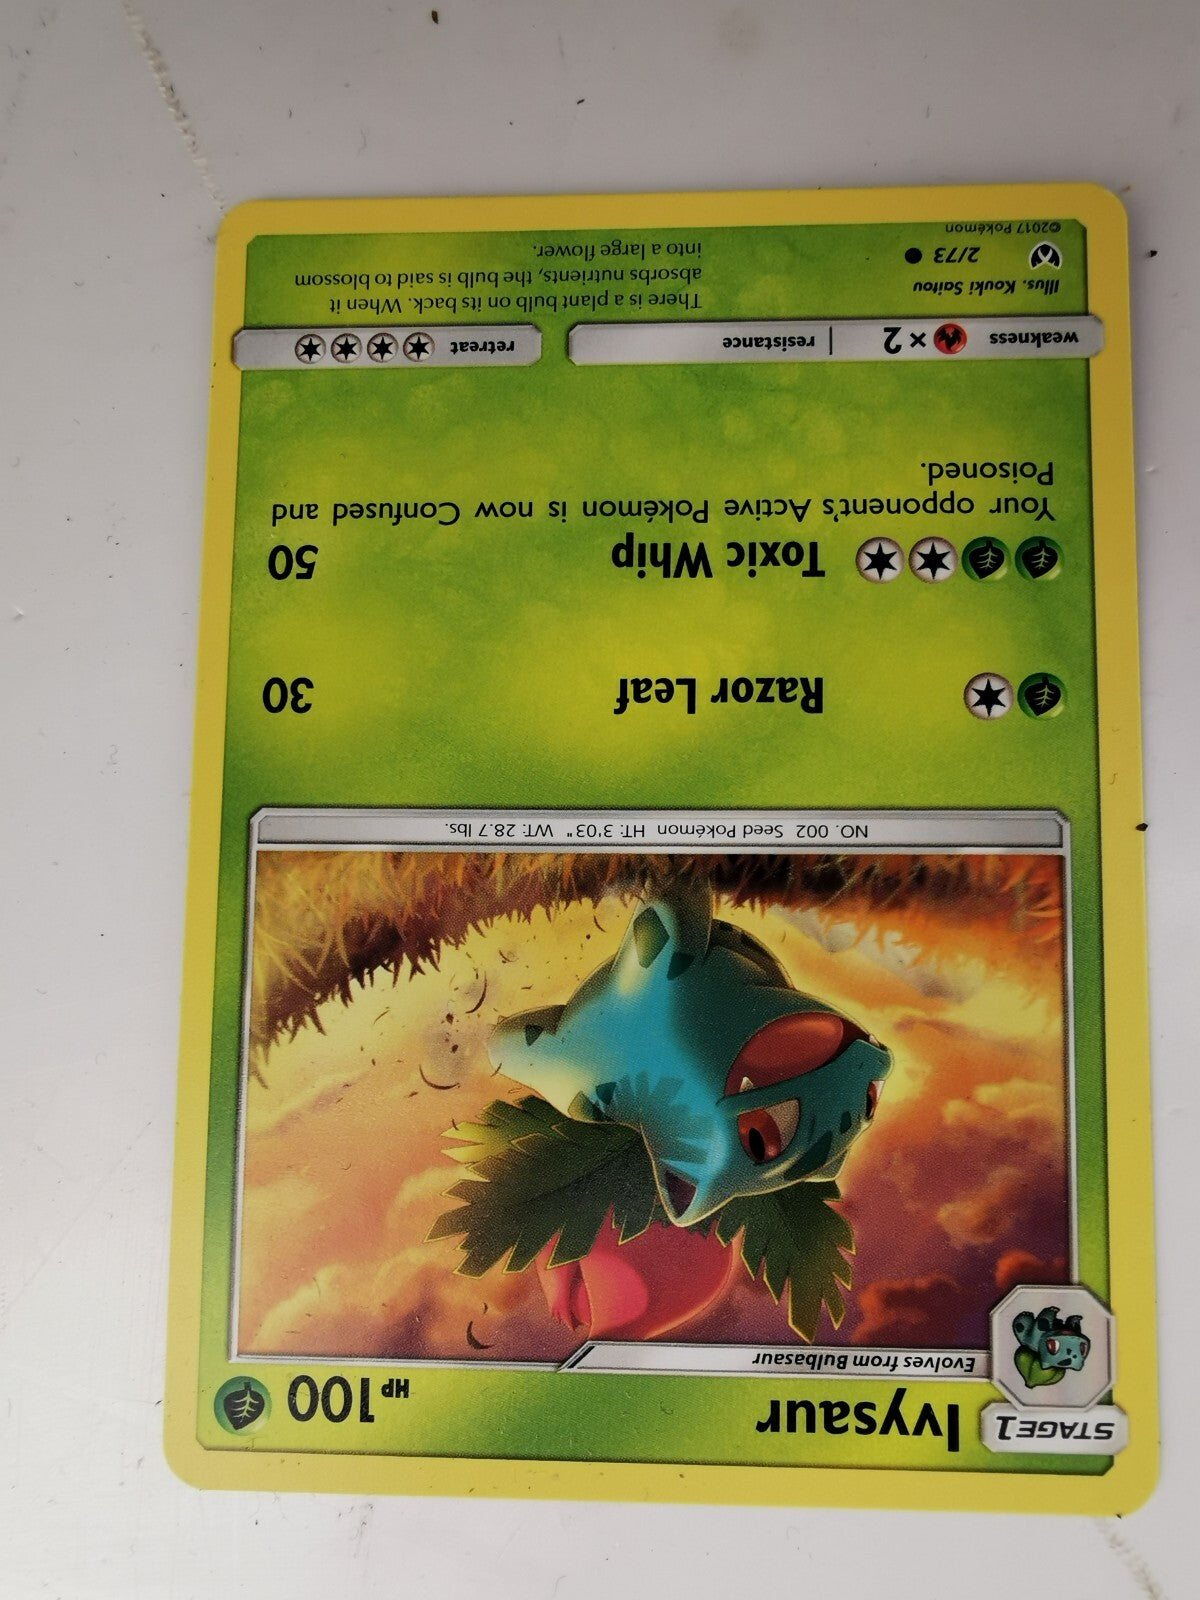 STAGE1
Ivysaur
HP100
Evolves from Bulbasaur
NO. 002 Seed Pokémon HT: 3'03" WT: 28.7 lbs.
Razor Leaf 30
Toxic Whip 50
Your opponent's Active Pokémon is now Confused and
Poisoned.
weakness ×2 resistance retreat
Illus. Kouki Saitou
2/73
©2017 Pokémon
There is a plant bulb on its back. When it
absorbs nutrients, the bulb is said to blossom
into a large flower.